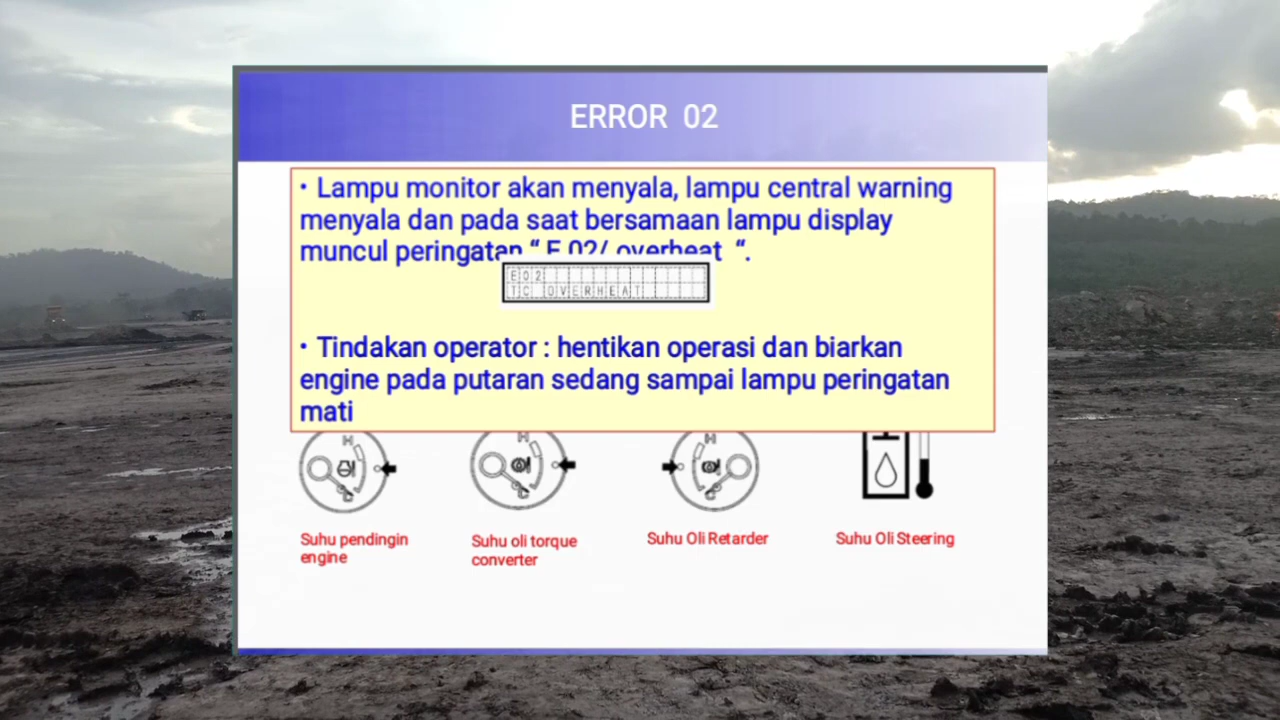 ERROR 02
• Lampu monitor akan menyala, lampu central warning
menyala dan pada saat bersamaan lampu display
muncul peringatan “ E 02/ overheat “.
E02
TC OVERHEAT
• Tindakan operator : hentikan operasi dan biarkan
engine pada putaran sedang sampai lampu peringatan
mati
H
H
H
C
C
C
Suhu pendingin
engine
Suhu oli torque
converter
Suhu Oli Retarder
Suhu Oli Steering